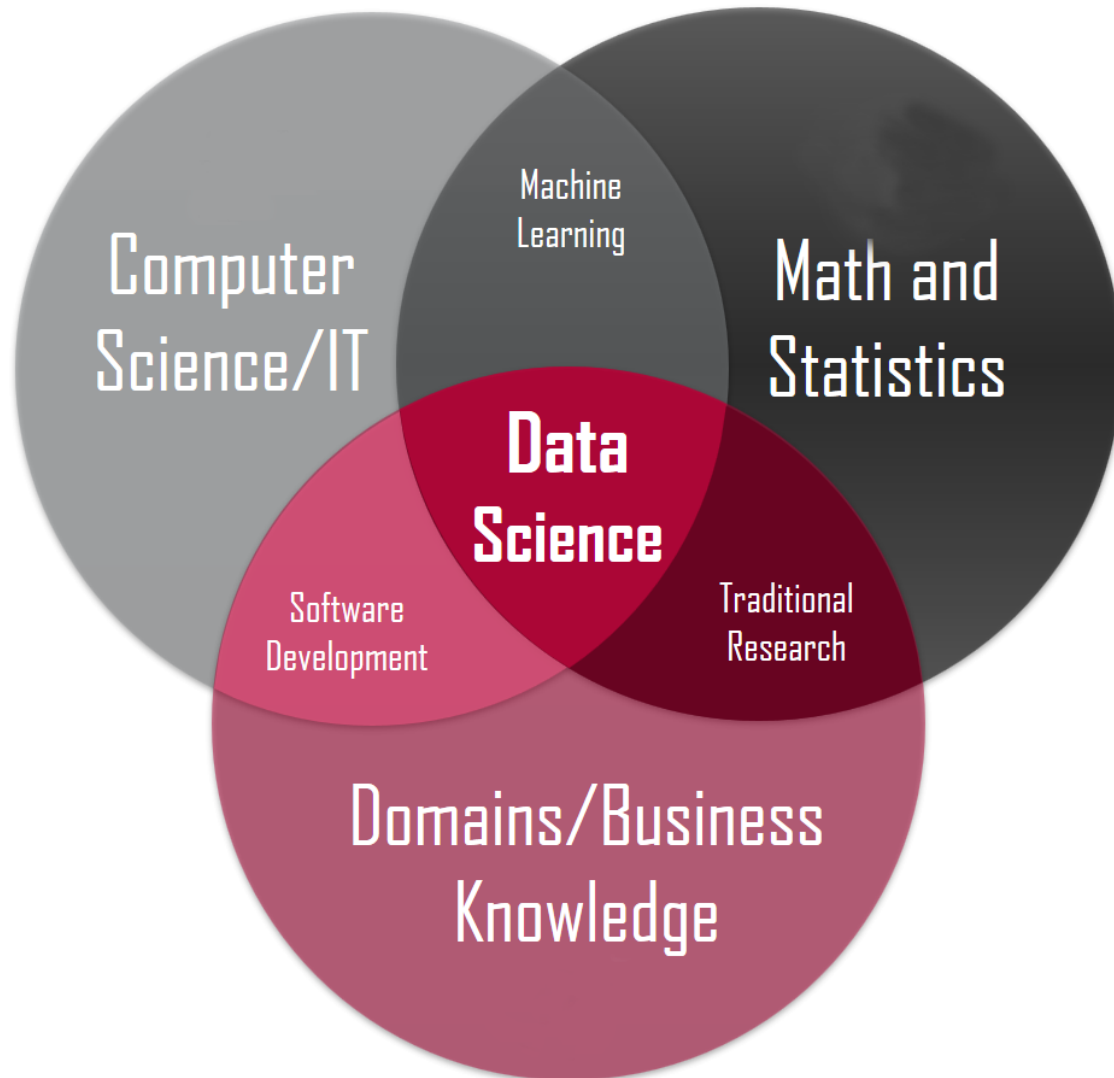 Machine
Learning
Computer
Science/IT
Math and
Statistics
Data
Science
Software
Development
Traditional
Research
Domains/Business
Knowledge